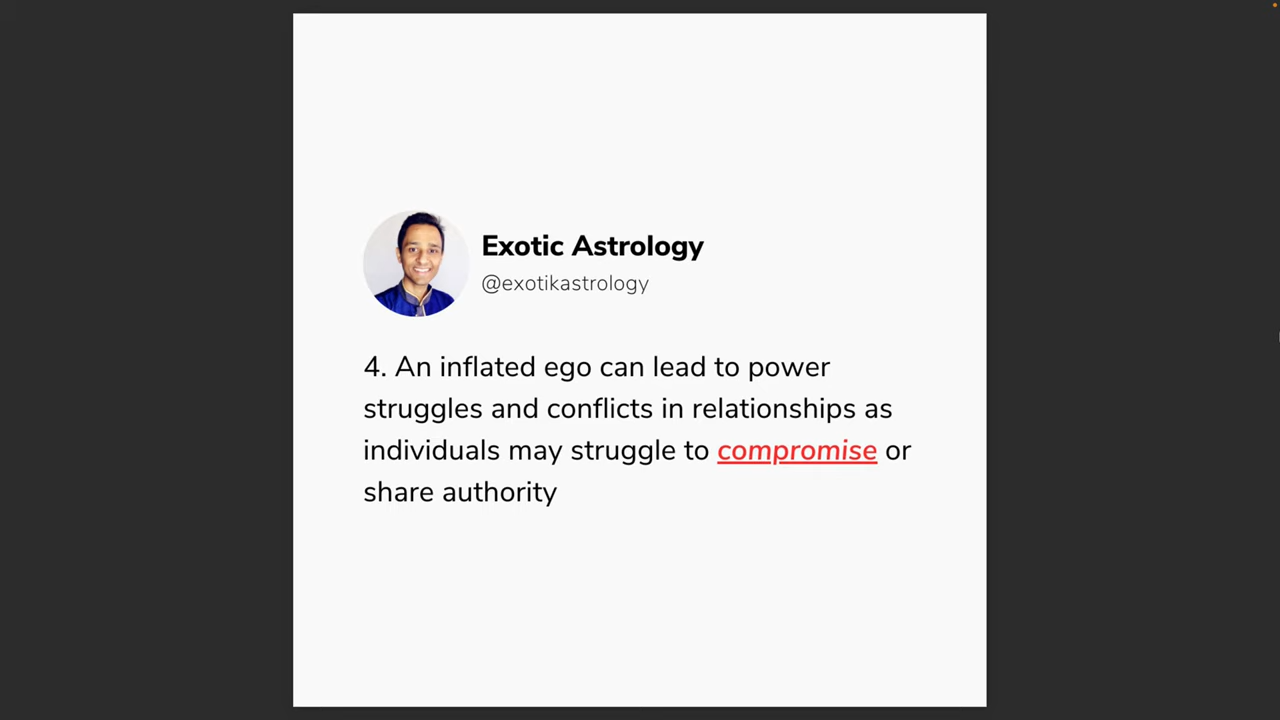 Exotic Astrology
@exotikastrology
4. An inflated ego can lead to power
struggles and conflicts in relationships as
individuals may struggle to compromise or
share authority